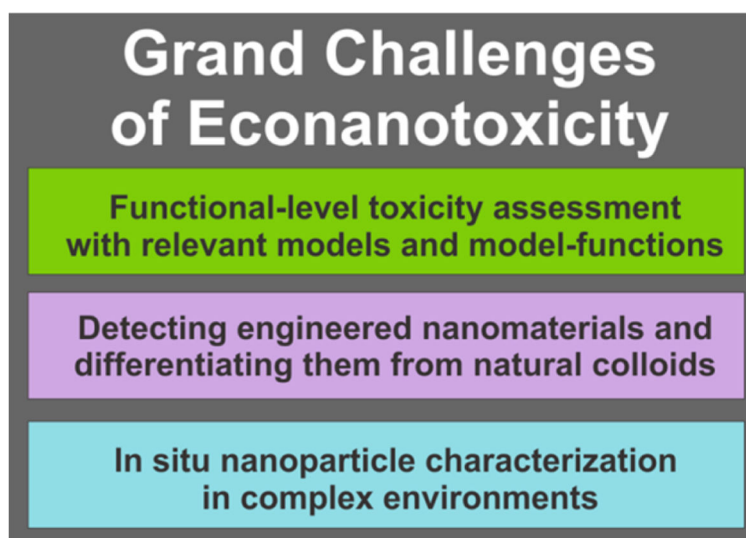 Grand Challenges
of Econanotoxicity
Functional-level toxicity assessment
with relevant models and model-functions
Detecting engineered nanomaterials and
differentiating them from natural colloids
In situ nanoparticle characterization
in complex environments